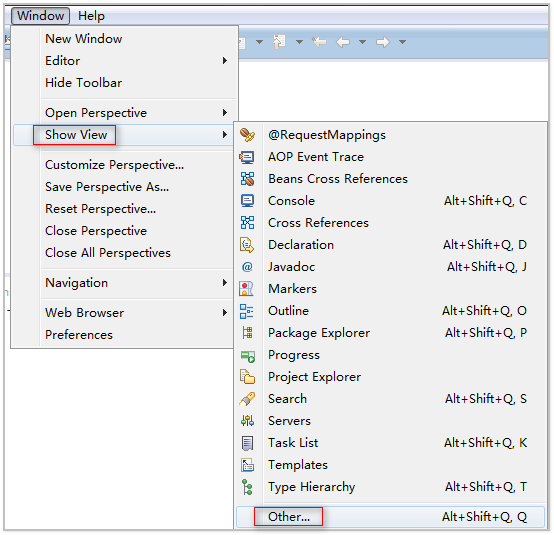 Window Help
New Window
Editor
Hide Toolbar
Open Perspective
Show View
Customize Perspective...
Save Perspective As...
Reset Perspective...
Close Perspective
Close All Perspectives
Navigation
Web Browser
Preferences
@RequestMappings
AOP Event Trace
Beans Cross References
Console Alt+Shift+Q, C
Cross References
Declaration Alt+Shift+Q, D
@ Javadoc Alt+Shift+Q, J
Markers
Outline Alt+Shift+Q, O
Package Explorer Alt+Shift+Q, P
Progress
Project Explorer
Search Alt+Shift+Q, S
Servers
Task List Alt+Shift+Q, K
Templates
Type Hierarchy Alt+Shift+Q, T
Other... Alt+Shift+Q, Q